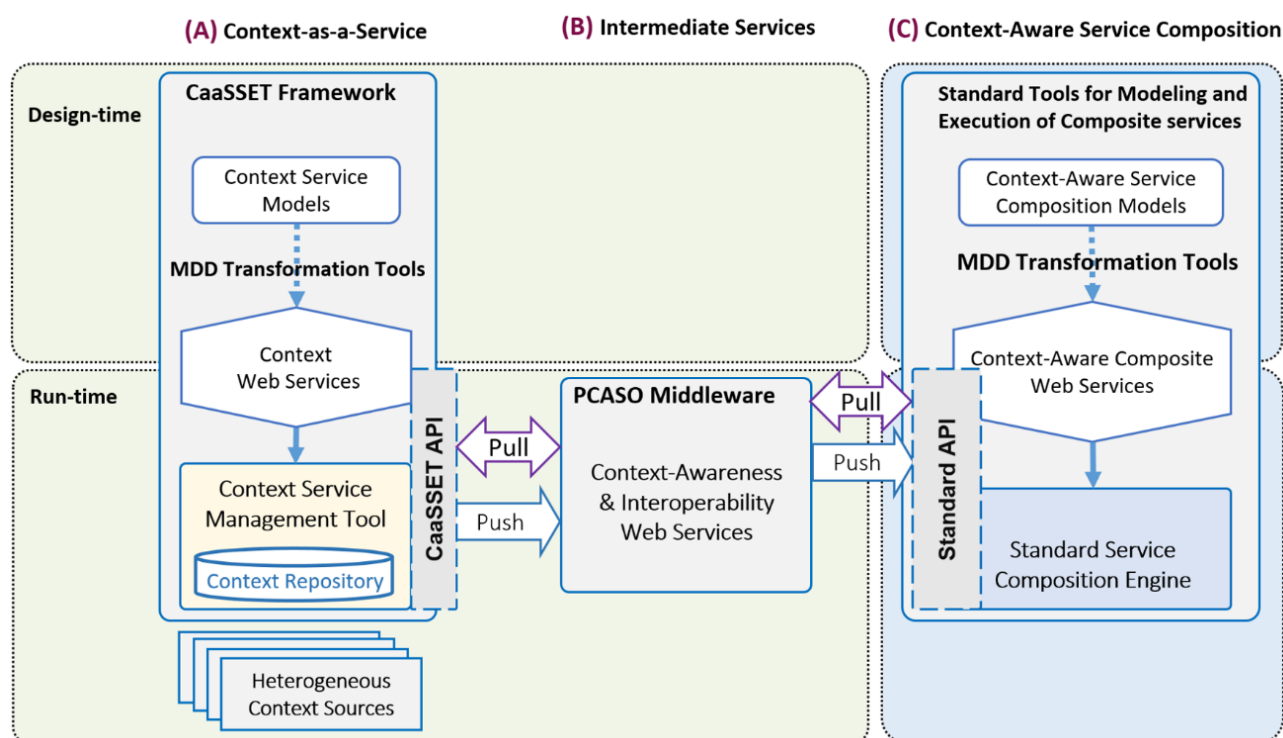 (A) Context-as-a-Service
(B) Intermediate Services
(C) Context-Aware Service Composition
Design-time
CaaSSET Framework
Context Service
Models
MDD Transformation Tools
Context
Web Services
Standard Tools for Modeling and
Execution of Composite services
Context-Aware Service
Composition Models
MDD Transformation Tools
Context-Aware Composite
Web Services
Run-time
Context Service
Management Tool
Context Repository
CaaSSET API
Pull
Push
PCASO Middleware
Context-Awareness
& Interoperability
Web Services
Pull
Push
Standard API
Standard Service
Composition Engine
Heterogeneous
Context Sources